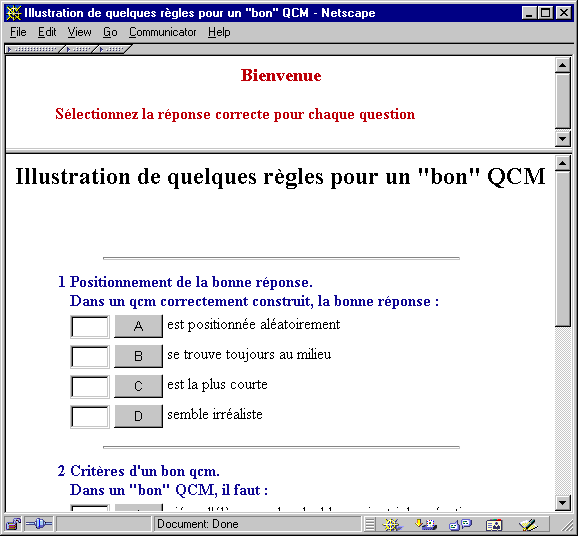 Illustration de quelques règles pour un "bon" QCM - Netscape
File Edit View Go Communicator Help
Bienvenue
Sélectionnez la réponse correcte pour chaque question
Illustration de quelques règles pour un "bon" QCM
1 Positionnement de la bonne réponse.
Dans un qcm correctement construit, la bonne réponse :
A est positionnée aléatoirement
B se trouve toujours au milieu
C est la plus courte
D semble irréaliste
2 Critères d'un bon qcm.
Dans un "bon" QCM, il faut :
Document: Done